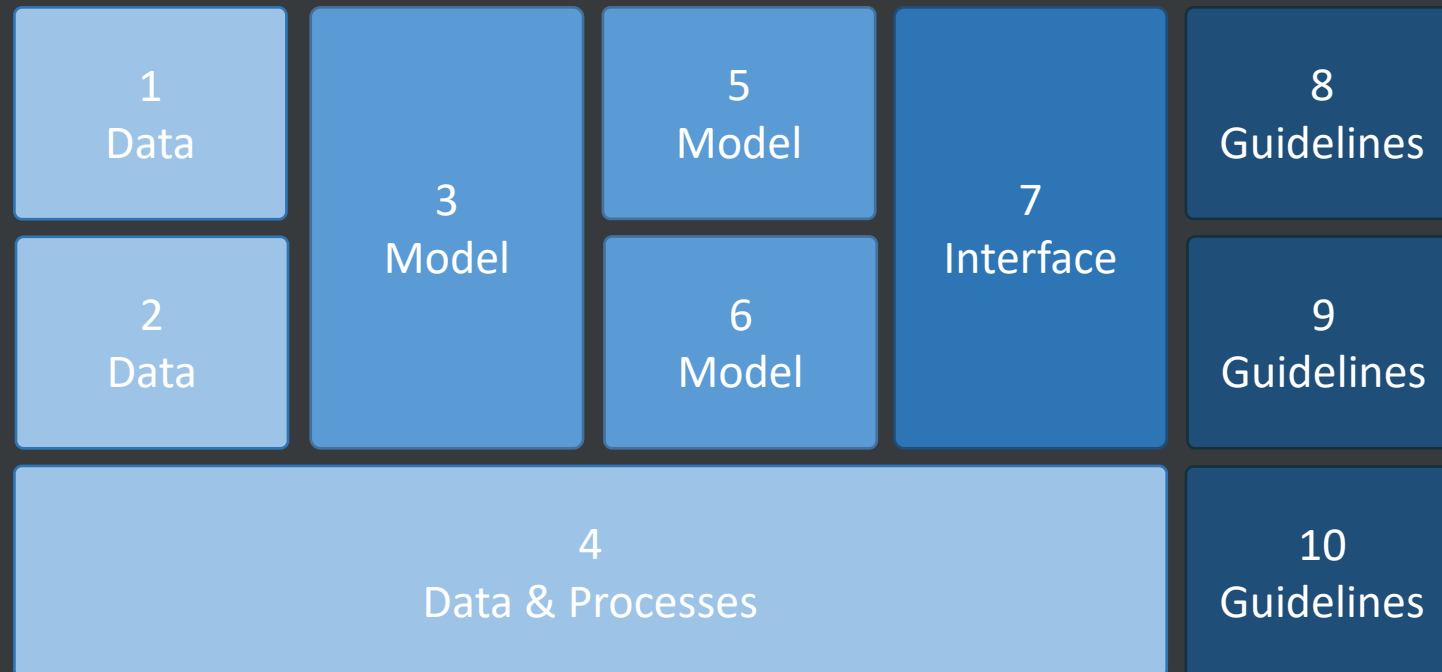 1
Data
2
Data
3
Model
4
Data & Processes
5
Model
6
Model
7
Interface
8
Guidelines
9
Guidelines
10
Guidelines